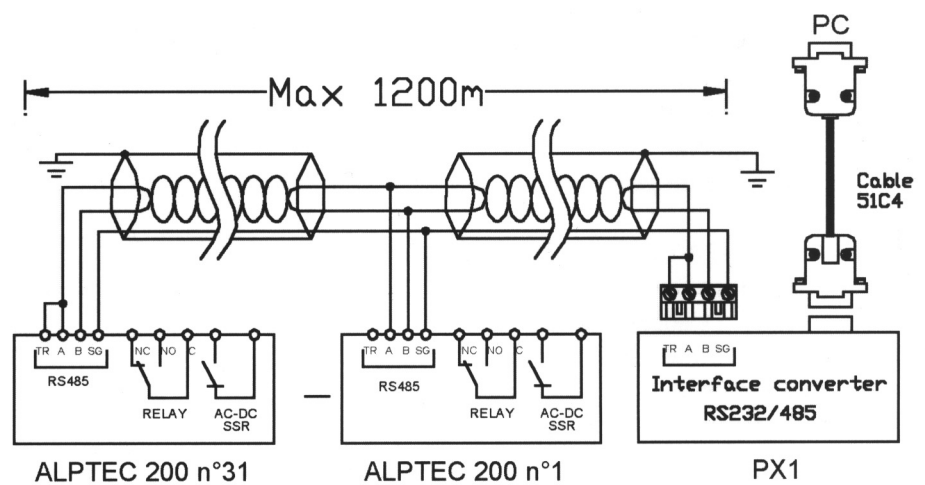 PC
Max 1200m
Cable
51C4
TR A B SG
NC NO C
RS485
RELAY
AC-DC
SSR
TR A B SG
NC NO C
RS485
RELAY
AC-DC
SSR
TR A B SG
Interface converter
RS232/485
ALPTEC 200 n°31
ALPTEC 200 n°1
PX1